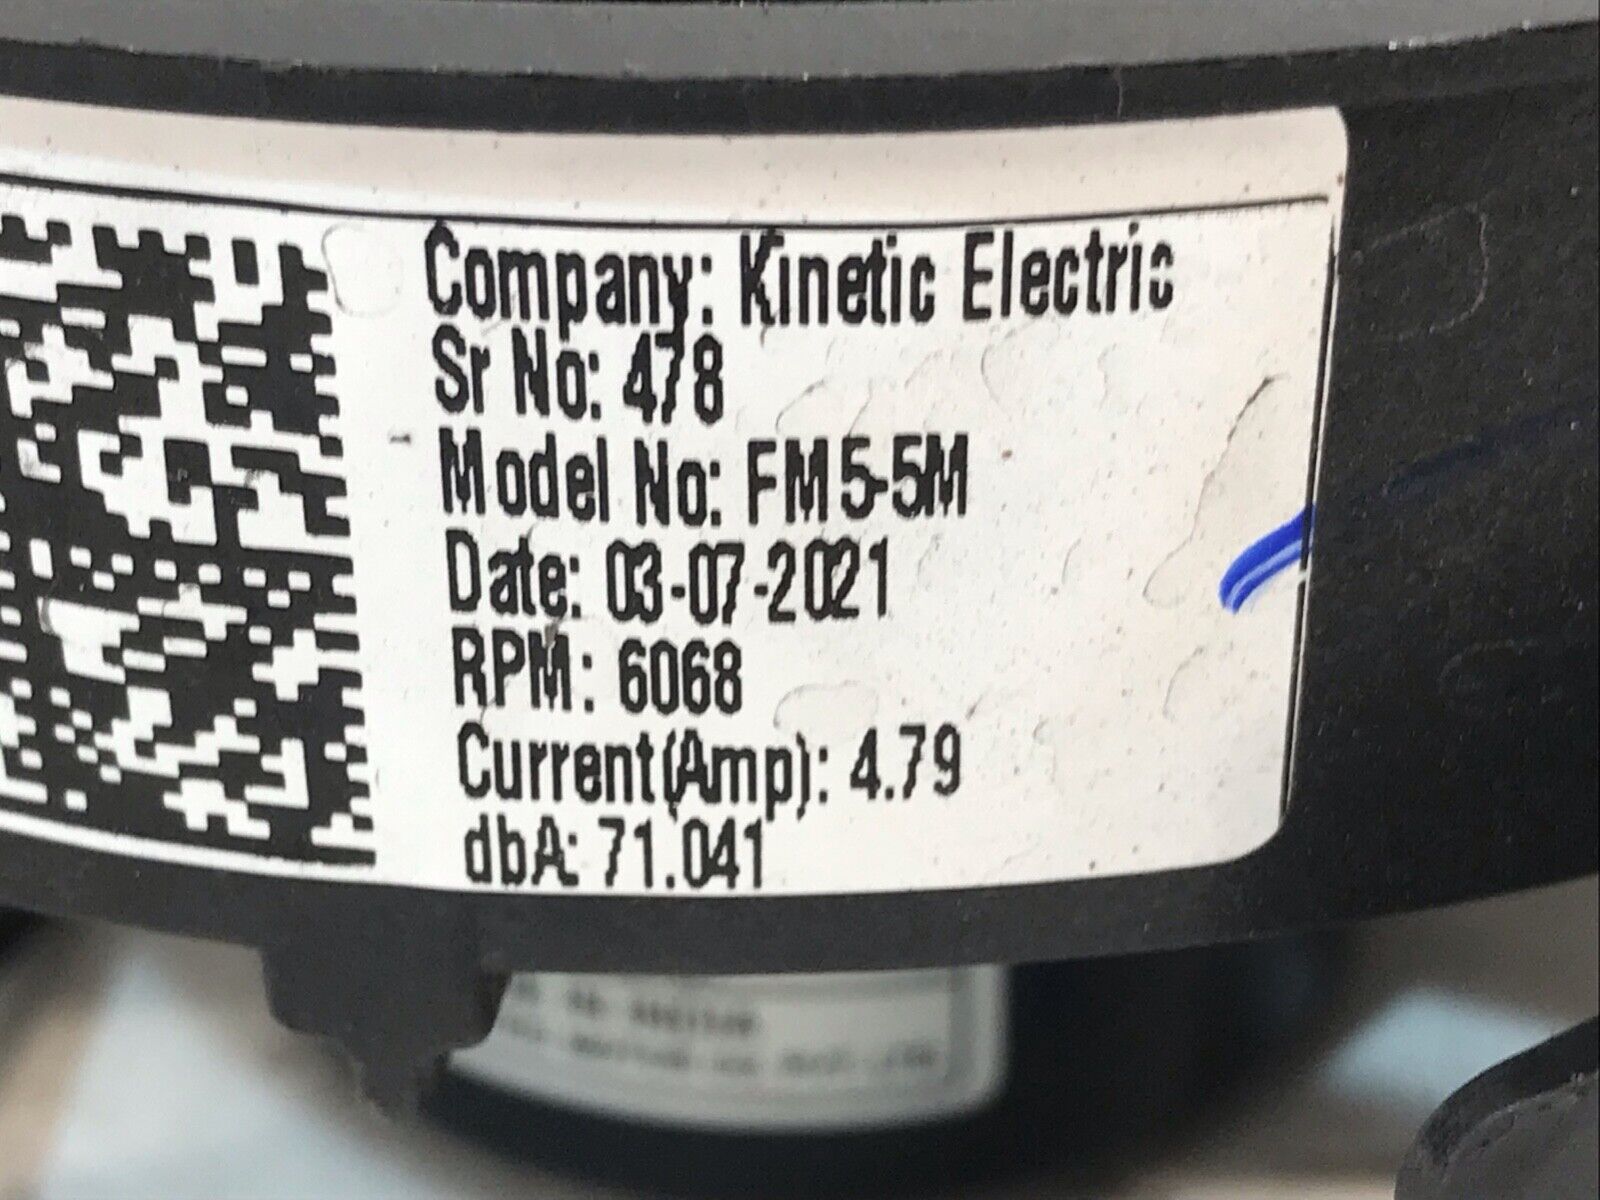 Company: Kinetic Electric
Sr No: 478
Model No: FM5-5M
Date: 03-07-2021
RPM: 6068
Current(Amp): 4.79
dbA: 71.041